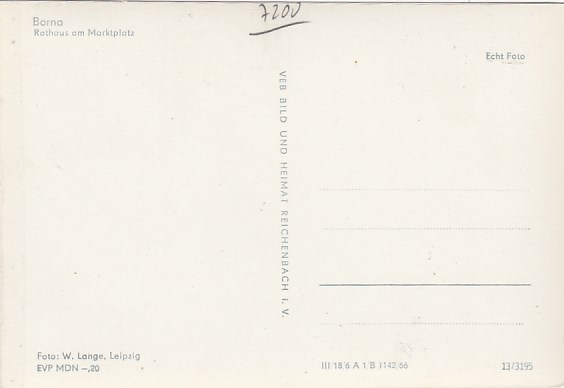 7200
Borna
Rathaus am Marktplatz
Echt Foto
VEB BILD UND HEIMAT REICHENBACH I. V.
Foto: W. Lange, Leipzig
EVP MDN –,20
III 18 6 A 1 B 1142 66
13/3195